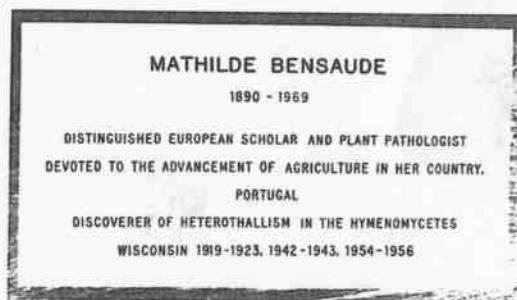 MATHILDE BENSAUDE
1890 - 1969
DISTINGUISHED EUROPEAN SCHOLAR AND PLANT PATHOLOGIST
DEVOTED TO THE ADVANCEMENT OF AGRICULTURE IN HER COUNTRY,
PORTUGAL
DISCOVERER OF HETEROTHALLISM IN THE HYMENOMYCETES
WISCONSIN 1919-1923, 1942-1943, 1954-1956